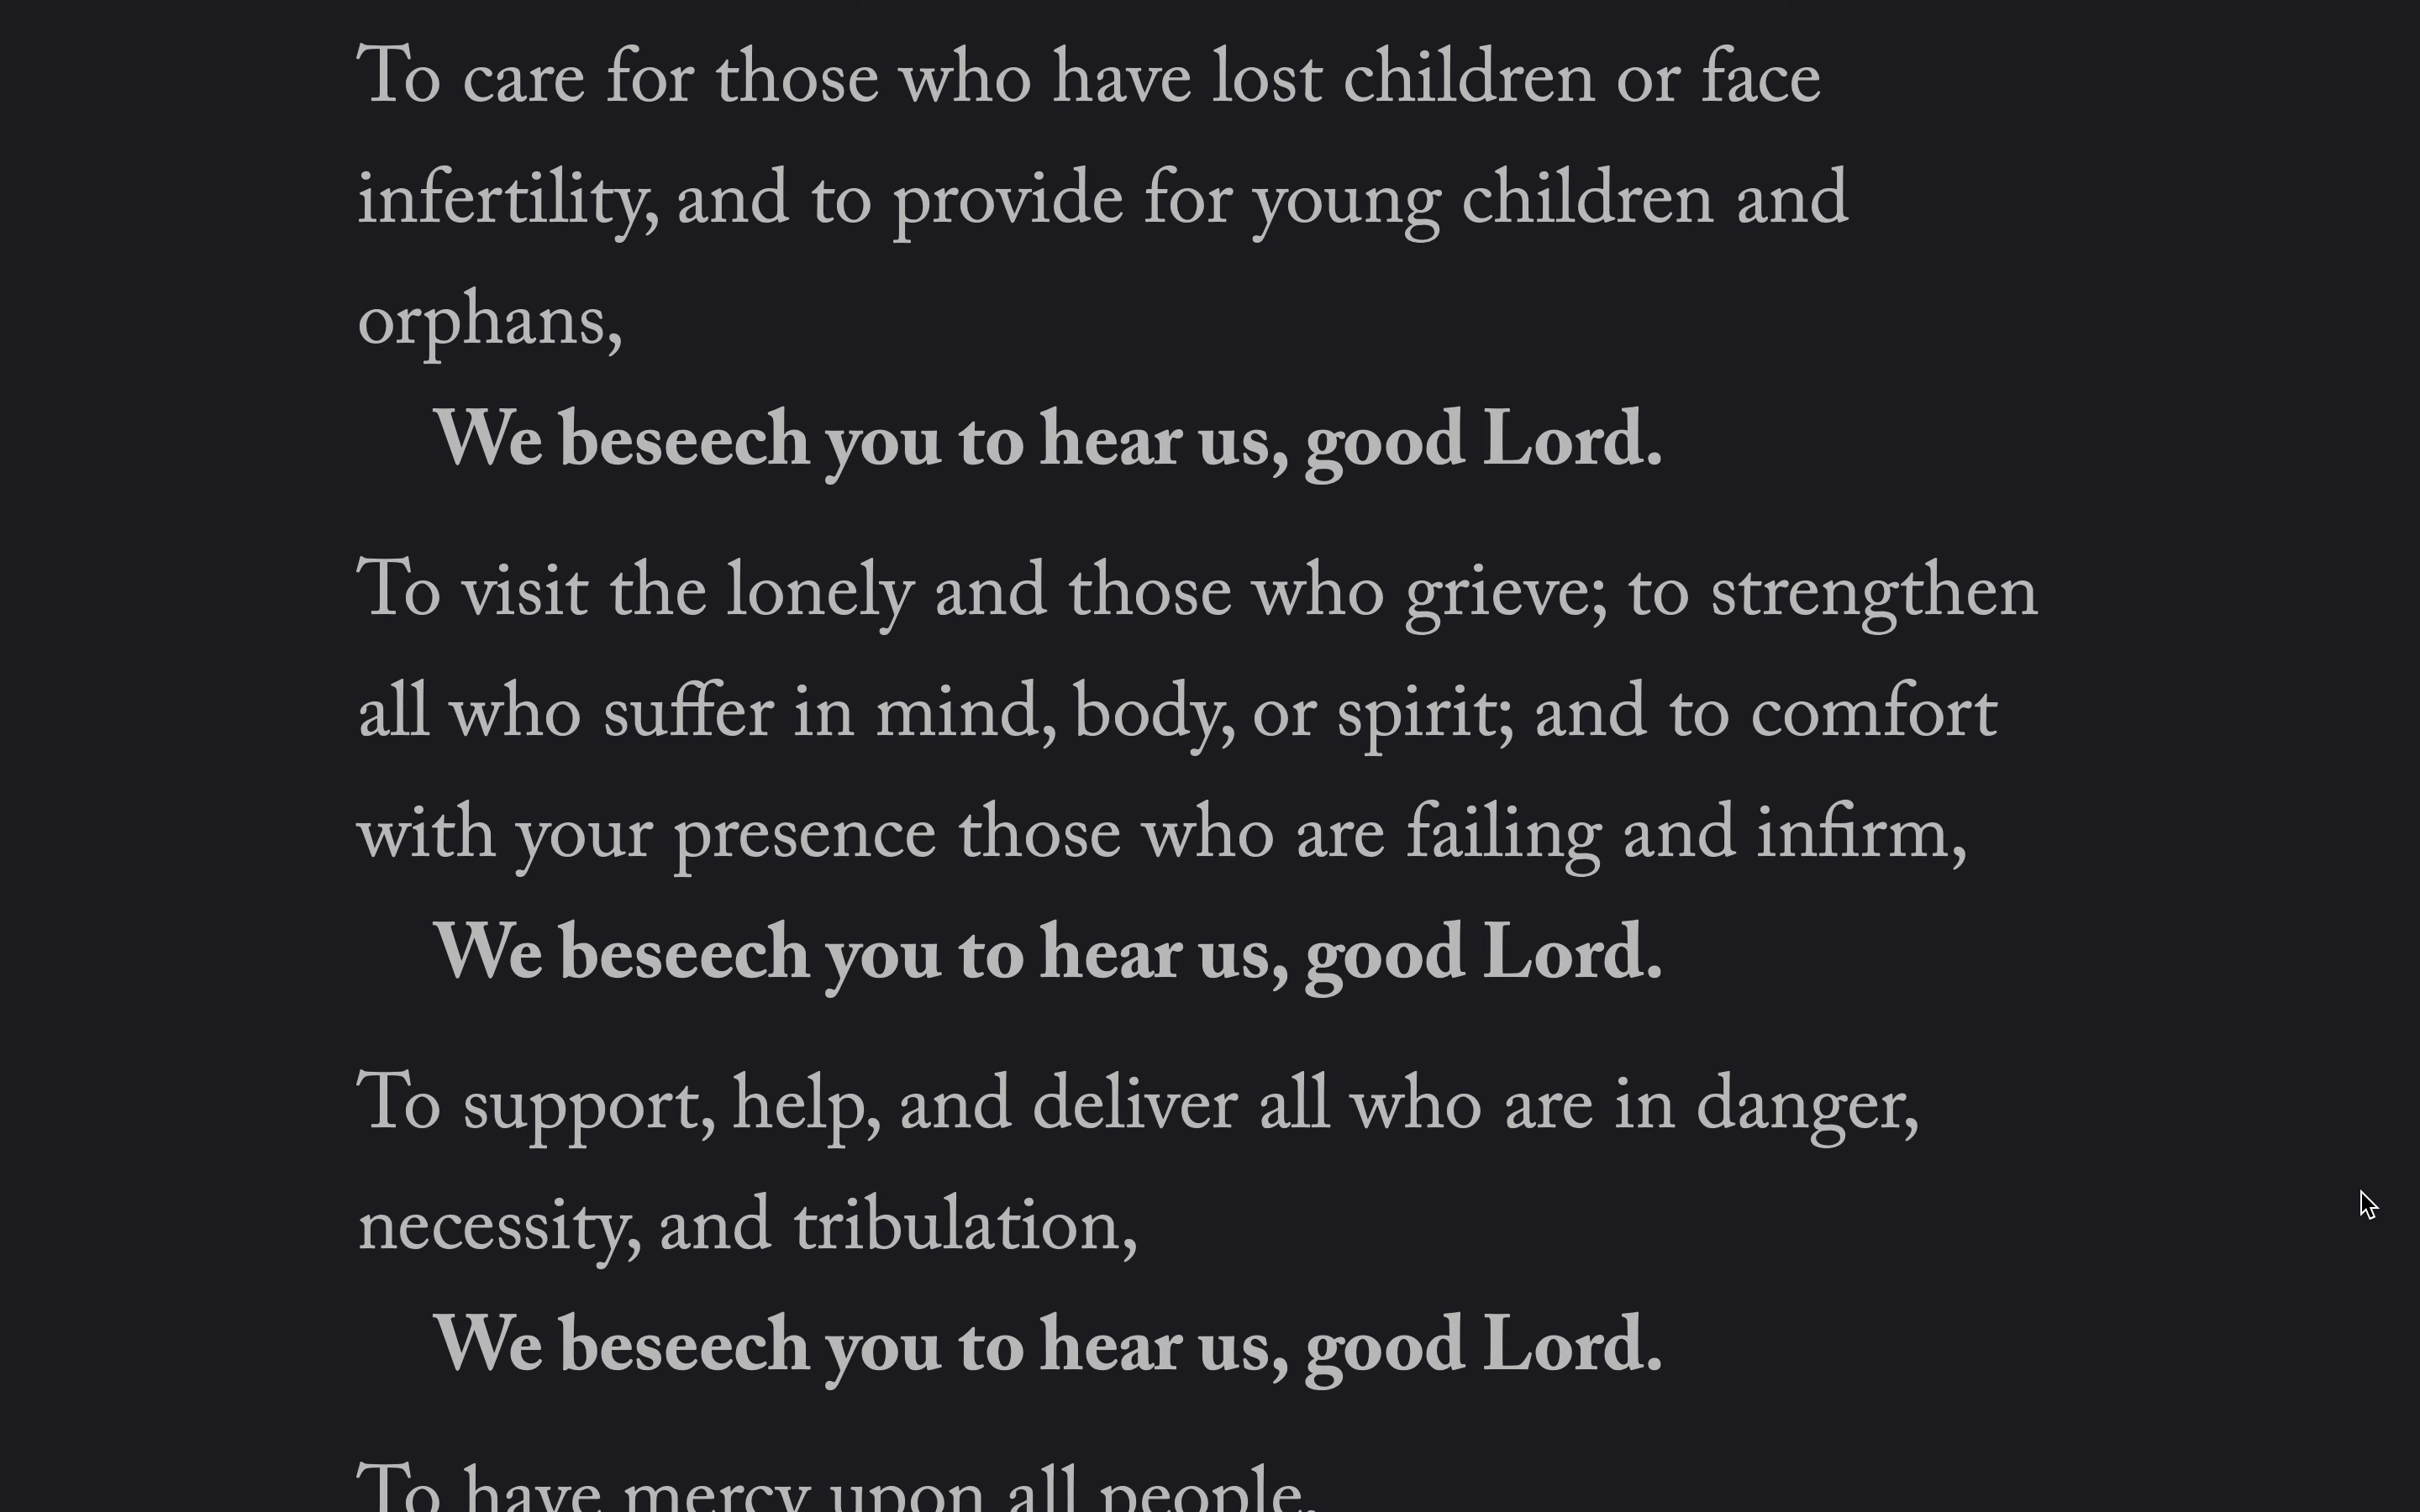 To care for those who have lost children or face
infertility, and to provide for young children and
orphans,
We beseech you to hear us, good Lord.
To visit the lonely and those who grieve; to strengthen
all who suffer in mind, body, or spirit; and to comfort
with your presence those who are failing and infirm,
We beseech you to hear us, good Lord.
To support, help, and deliver all who are in danger,
necessity, and tribulation,
We beseech you to hear us, good Lord.
To have mercy upon all people,